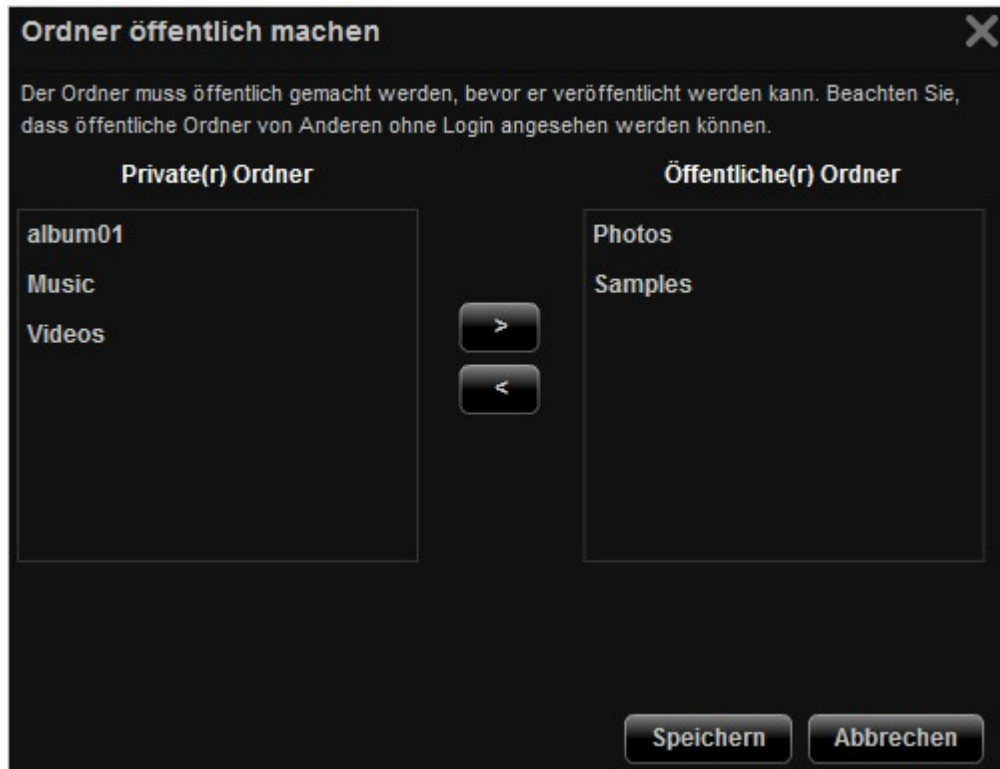 Ordner öffentlich machen
Der Ordner muss öffentlich gemacht werden, bevor er veröffentlicht werden kann. Beachten Sie,
dass öffentliche Ordner von Anderen ohne Login angesehen werden können.
Private(r) Ordner
album01
Music
Videos
>
<
Öffentliche(r) Ordner
Photos
Samples
Speichern
Abbrechen